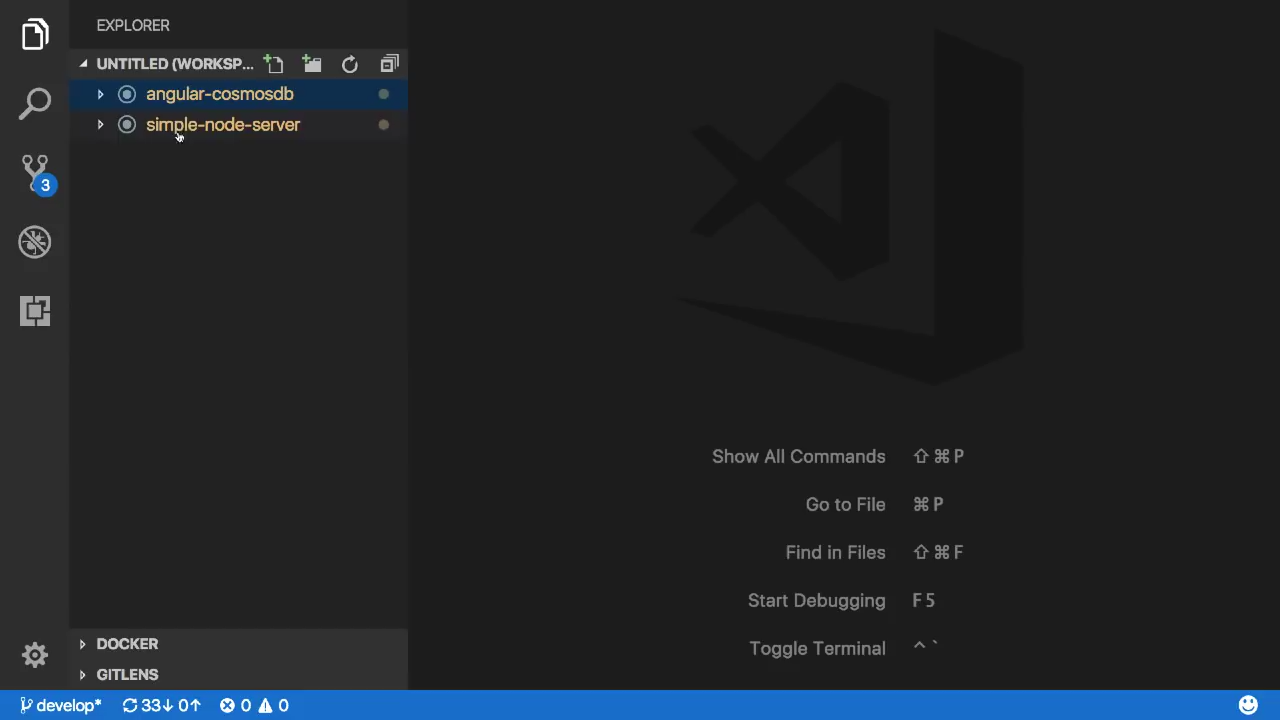 EXPLORER
UNTITLED (WORKSP...
angular-cosmosdb
simple-node-server
3
Show All Commands ⇧⌘P
Go to File ⌘P
Find in Files ⇧⌘F
Start Debugging F5
Toggle Terminal ⌃`
DOCKER
GITLENS
develop* 33↓ 0↑ 0 0